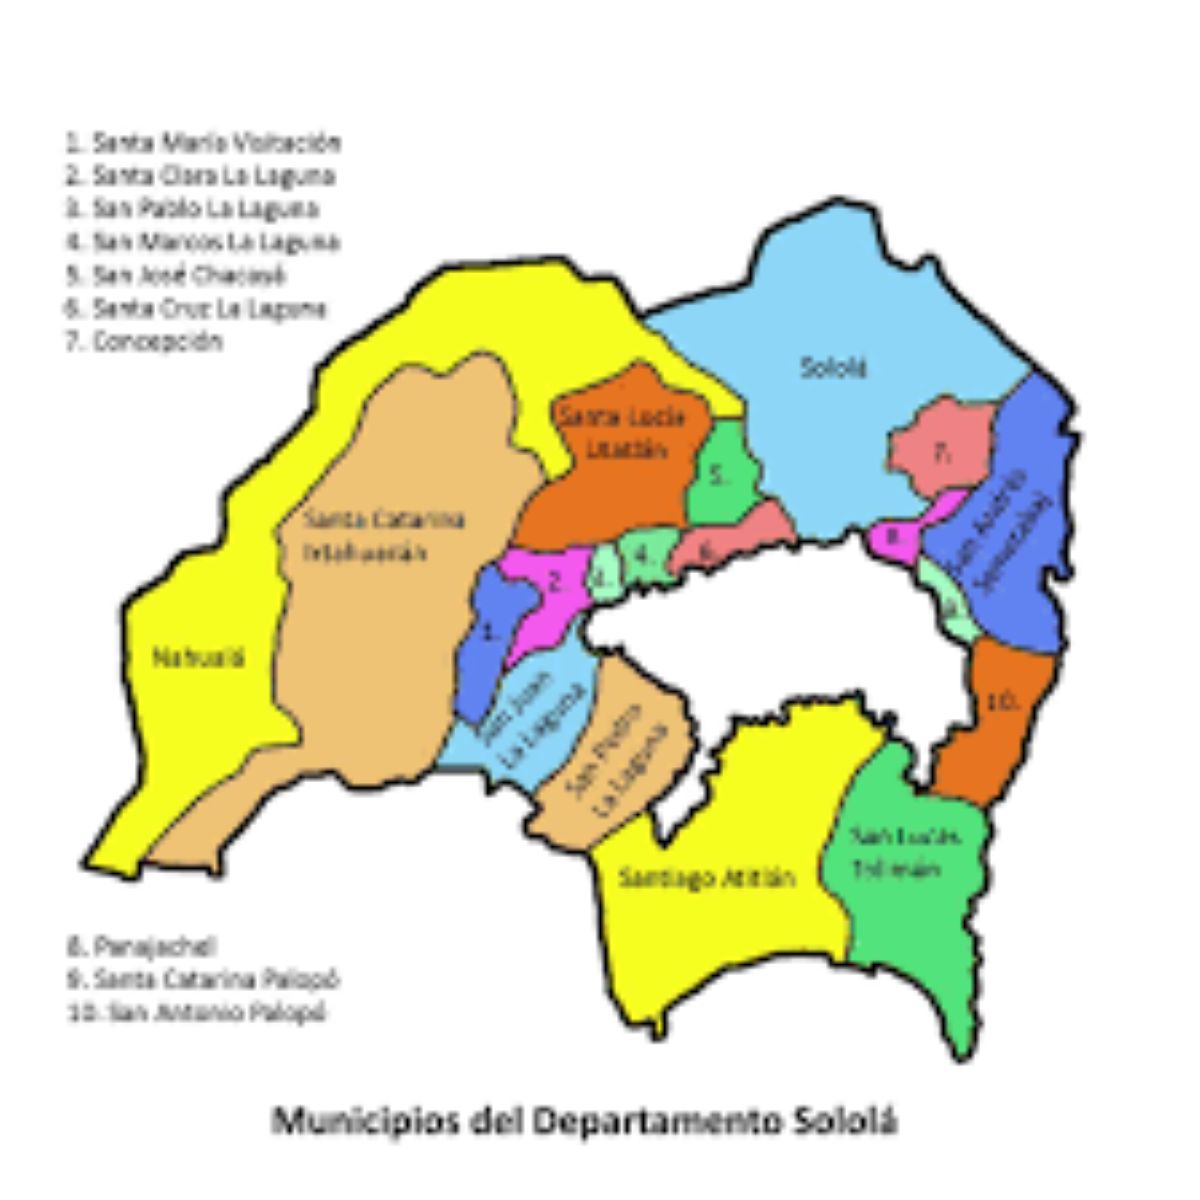 1. Santa María Visitación
2. Santa Clara La Laguna
3. San Pablo La Laguna
4. San Marcos La Laguna
5. San José Chacayá
6. Santa Cruz La Laguna
7. Concepción
Sololá
Santa Lucía
Utatlán
7.
5.
San Andrés
Semetabaj
Santa Catarina
Ixtahuacán
8.
4.
6.
3.
2.
9.
1.
Nahualá
San Juan
La Laguna
10.
San Pedro
La Laguna
San Lucas
Tolimán
Santiago Atitlán
8. Panajachel
9. Santa Catarina Palopó
10. San Antonio Palopó
Municipios del Departamento Sololá